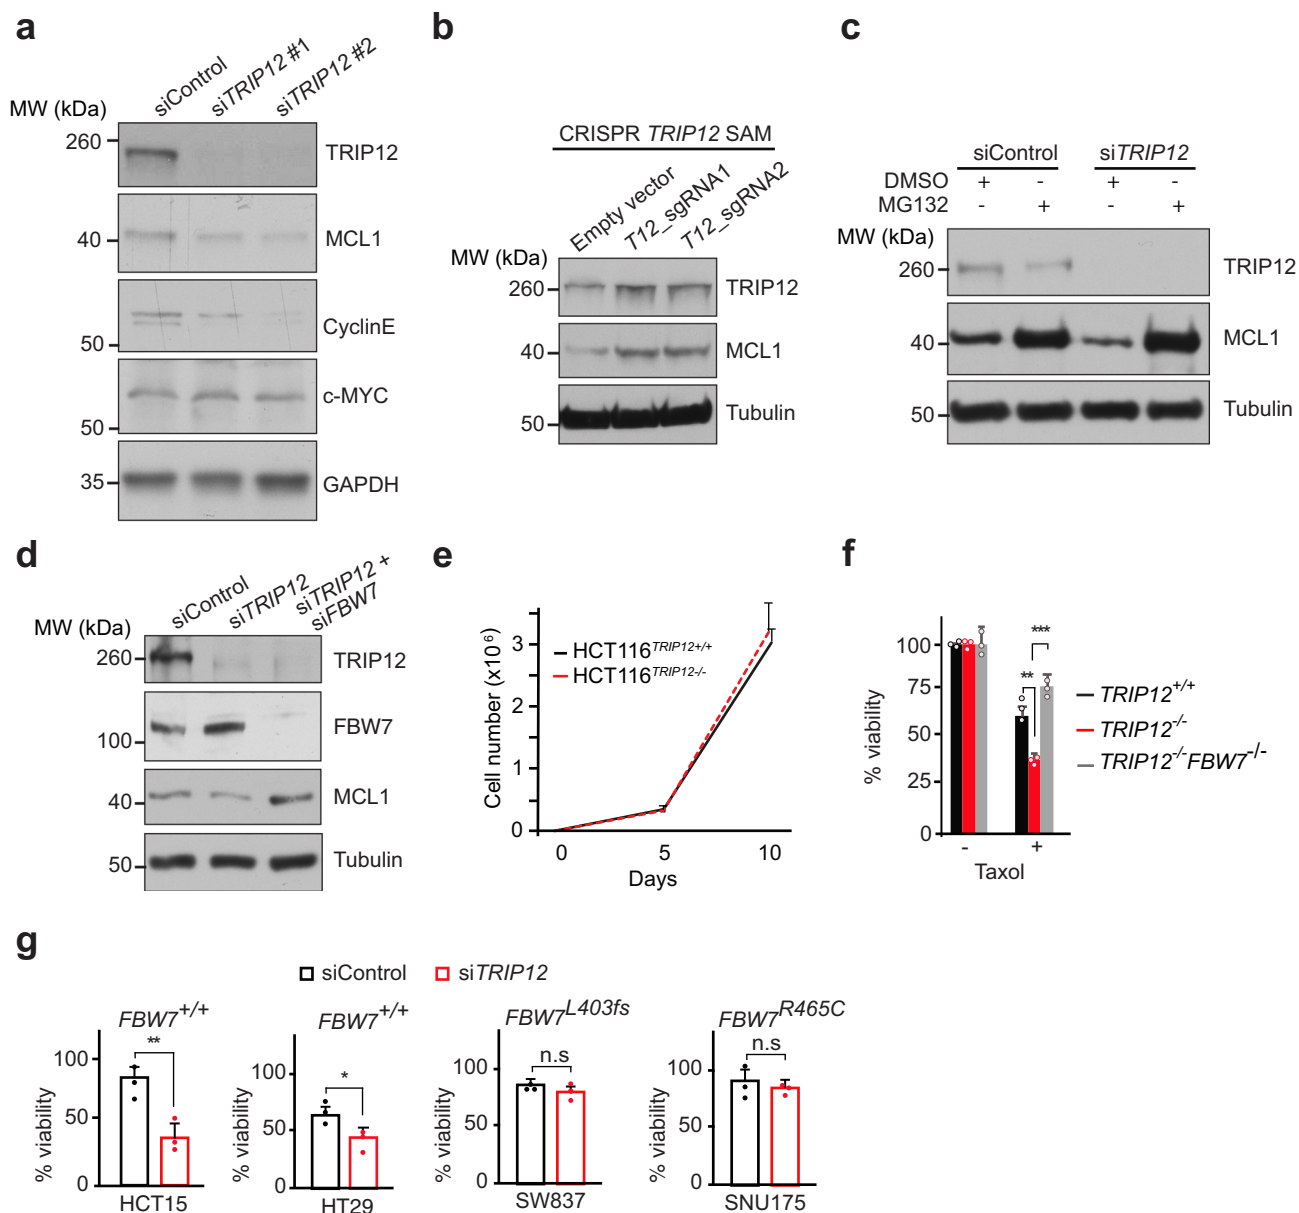 a
siControl
siTRIP12 #1
siTRIP12 #2
MW (kDa)
260
TRIP12
40
MCL1
CyclinE
50
c-MYC
50
35
GAPDH
b
CRISPR TRIP12 SAM
Empty vector
T12_sgRNA1
T12_sgRNA2
MW (kDa)
260
TRIP12
40
MCL1
50
Tubulin
c
siControl siTRIP12
DMSO + - + -
MG132 - + - +
MW (kDa)
260
TRIP12
40
MCL1
50
Tubulin
d
siControl
siTRIP12
siTRIP12 +
siFBW7
MW (kDa)
260
TRIP12
100
FBW7
40
MCL1
50
Tubulin
e
Cell number (x10⁶)
3
2
1
0
0 5 10
Days
HCT116TRIP12+/+
HCT116TRIP12-/-
f
% viability
100
75
50
25
0
***
**
- +
Taxol
TRIP12+/+
TRIP12-/-
TRIP12-/-FBW7-/-
g
siControl siTRIP12
FBW7+/+
% viability
100
50
0
**
HCT15
FBW7+/+
% viability
100
50
0
*
HT29
FBW7L403fs
% viability
100
50
0
n.s
SW837
FBW7R465C
% viability
100
50
0
n.s
SNU175